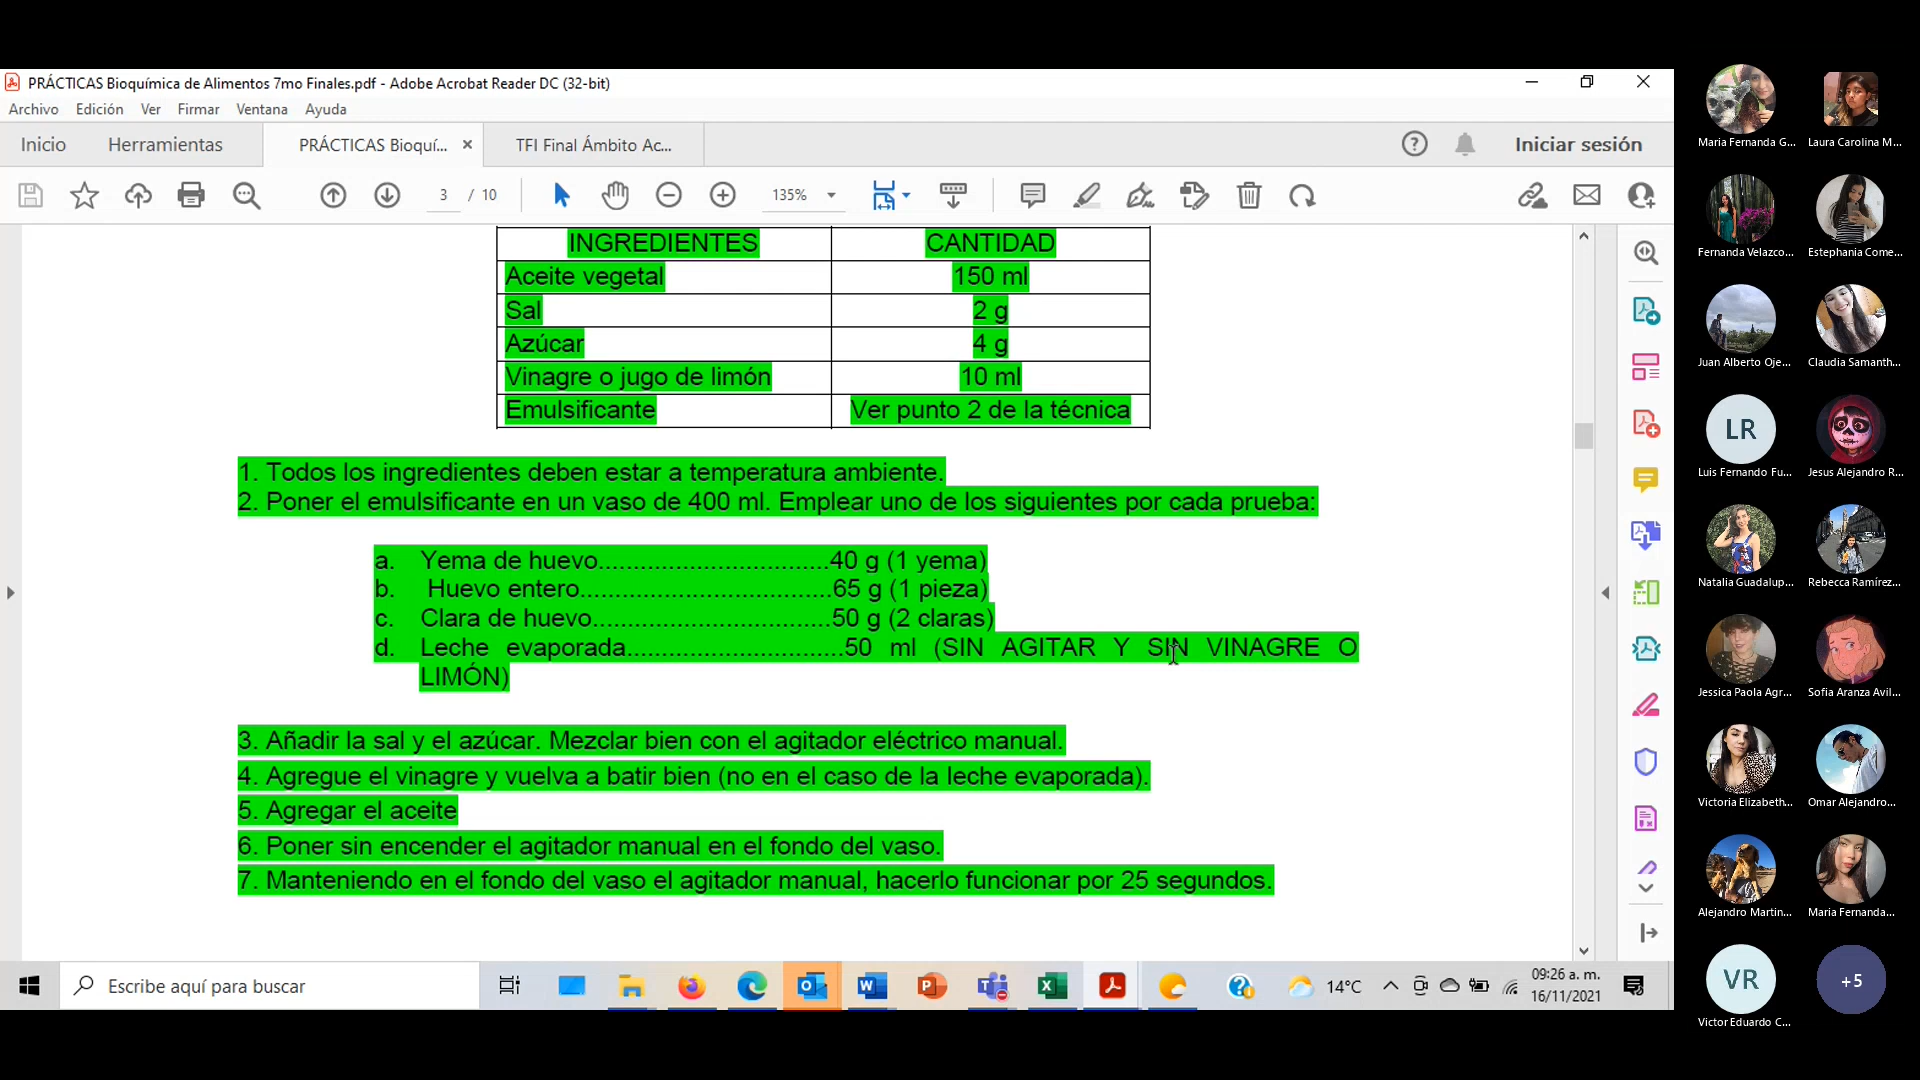 PRÁCTICAS Bioquímica de Alimentos 7mo Finales.pdf - Adobe Acrobat Reader DC (32-bit)
Archivo Edición Ver Firmar Ventana Ayuda
Inicio Herramientas PRÁCTICAS Bioquí... × TFI Final Ámbito Ac... Iniciar sesión
3 / 10 135%
INGREDIENTES CANTIDAD
Aceite vegetal 150 ml
Sal 2 g
Azúcar 4 g
Vinagre o jugo de limón 10 ml
Emulsificante Ver punto 2 de la técnica
1. Todos los ingredientes deben estar a temperatura ambiente.
2. Poner el emulsificante en un vaso de 400 ml. Emplear uno de los siguientes por cada prueba:
a. Yema de huevo.................................40 g (1 yema)
b. Huevo entero....................................65 g (1 pieza)
c. Clara de huevo..................................50 g (2 claras)
d. Leche evaporada...............................50 ml (SIN AGITAR Y SIN VINAGRE O
LIMÓN)
3. Añadir la sal y el azúcar. Mezclar bien con el agitador eléctrico manual.
4. Agregue el vinagre y vuelva a batir bien (no en el caso de la leche evaporada).
5. Agregar el aceite
6. Poner sin encender el agitador manual en el fondo del vaso.
7. Manteniendo en el fondo del vaso el agitador manual, hacerlo funcionar por 25 segundos.
Escribe aquí para buscar
14°C
09:26 a. m.
16/11/2021
Maria Fernanda G... Laura Carolina M...
Fernanda Velazco... Estephania Come...
Juan Alberto Oje... Claudia Samanth...
LR
Luis Fernando Fu... Jesus Alejandro R...
Natalia Guadalup... Rebecca Ramírez...
Jessica Paola Agr... Sofia Aranza Avil...
Victoria Elizabeth... Omar Alejandro...
Alejandro Martin... Maria Fernanda...
VR +5
Victor Eduardo C...